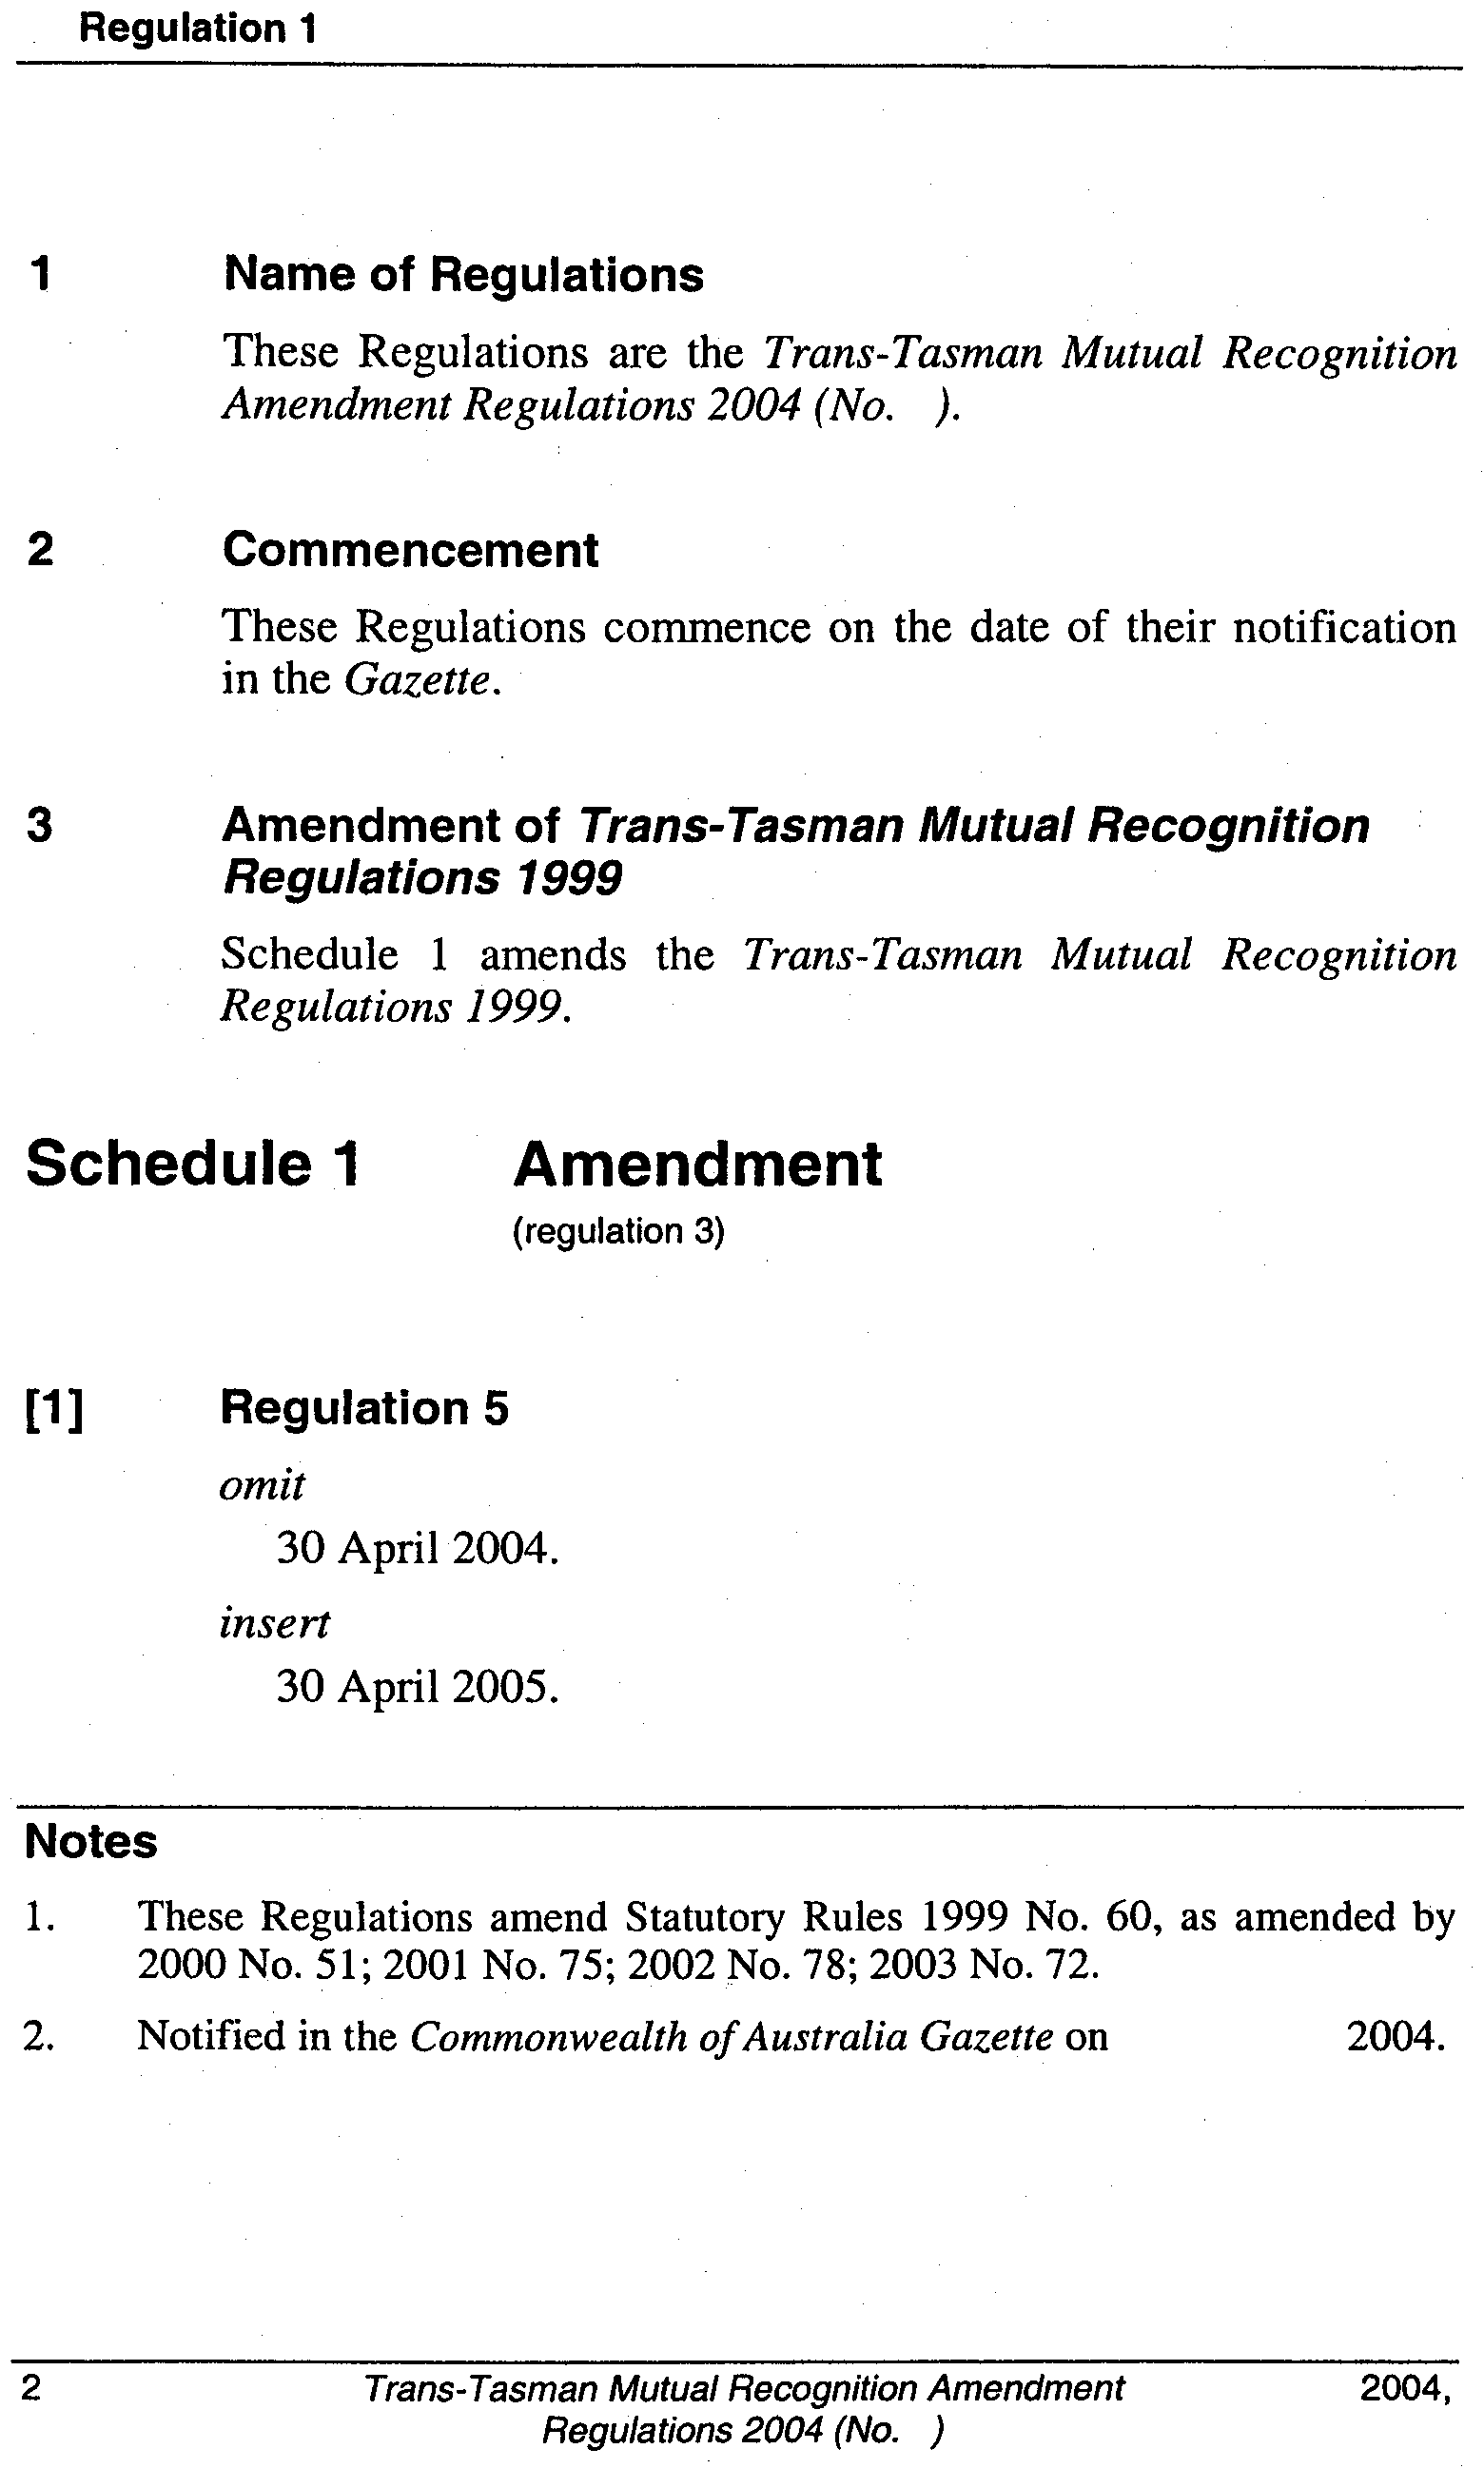 Regulation 1
1 Name of Regulations
These Regulations are the Trans-Tasman Mutual Recognition
Amendment Regulations 2004 (No. ).
2 Commencement
These Regulations commence on the date of their notification
in the Gazette.
3 Amendment of Trans-Tasman Mutual Recognition
Regulations 1999
Schedule 1 amends the Trans-Tasman Mutual Recognition
Regulations 1999.
Schedule 1 Amendment
(regulation 3)
[1] Regulation 5
omit
30 April 2004.
insert
30 April 2005.
Notes
1. These Regulations amend Statutory Rules 1999 No. 60, as amended by
2000 No. 51; 2001 No. 75; 2002 No. 78; 2003 No. 72.
2. Notified in the Commonwealth of Australia Gazette on 2004.
2 Trans-Tasman Mutual Recognition Amendment 2004,
Regulations 2004 (No. )